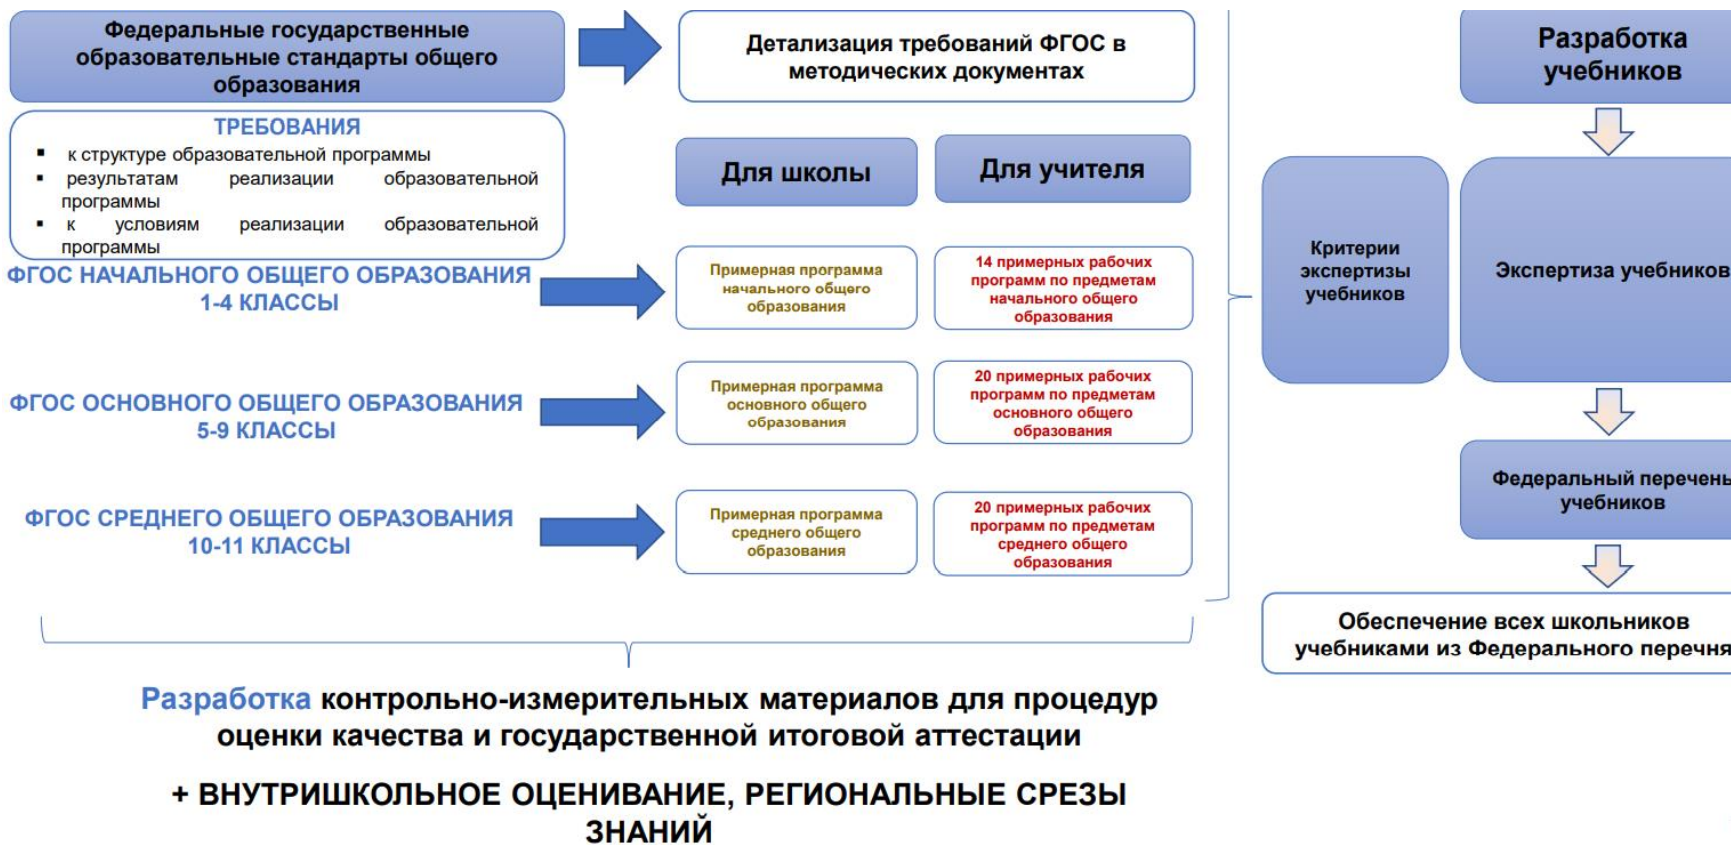 Федеральные государственные
образовательные стандарты общего
образования
Детализация требований ФГОС в
методических документах
ТРЕБОВАНИЯ
▪ к структуре образовательной программы
▪ результатам реализации образовательной
программы
▪ к условиям реализации образовательной
программы
Для школы
Для учителя
ФГОС НАЧАЛЬНОГО ОБЩЕГО ОБРАЗОВАНИЯ
1-4 КЛАССЫ
Примерная программа
начального общего
образования
14 примерных рабочих
программ по предметам
начального общего
образования
ФГОС ОСНОВНОГО ОБЩЕГО ОБРАЗОВАНИЯ
5-9 КЛАССЫ
Примерная программа
основного общего
образования
20 примерных рабочих
программ по предметам
основного общего
образования
ФГОС СРЕДНЕГО ОБЩЕГО ОБРАЗОВАНИЯ
10-11 КЛАССЫ
Примерная программа
среднего общего
образования
20 примерных рабочих
программ по предметам
среднего общего
образования
Разработка контрольно-измерительных материалов для процедур
оценки качества и государственной итоговой аттестации
+ ВНУТРИШКОЛЬНОЕ ОЦЕНИВАНИЕ, РЕГИОНАЛЬНЫЕ СРЕЗЫ
ЗНАНИЙ
Разработка
учебников
Критерии
экспертизы
учебников
Экспертиза учебников
Федеральный перечень
учебников
Обеспечение всех школьников
учебниками из Федерального перечня